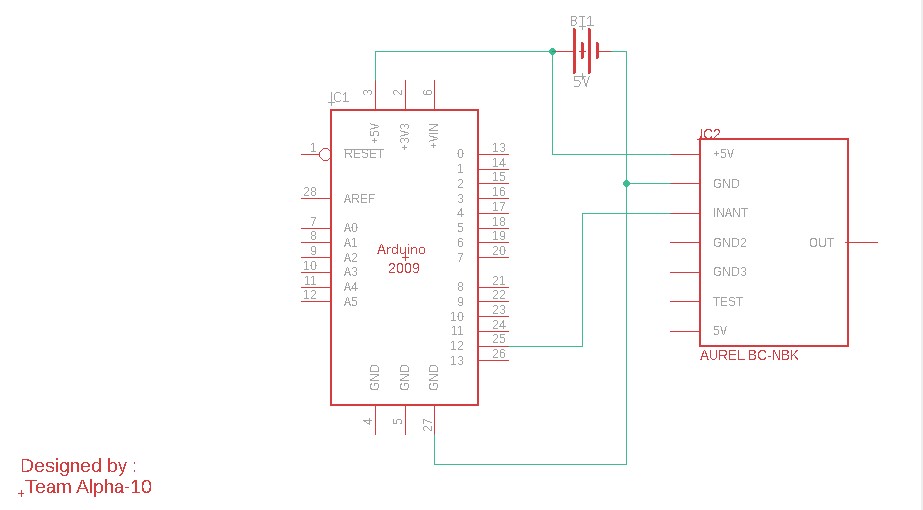 BT1
5V
IC1
3
2
6
+5V
+3V3
+VIN
1
RESET
28
AREF
7
A0
8
A1
9
A2
10
A3
11
A4
12
A5
Arduino
2009
0
13
1
14
2
15
3
16
4
17
5
18
6
19
7
20
8
21
9
22
10
23
11
24
12
25
13
26
GND
GND
GND
4
5
27
IC2
+5V
GND
INANT
GND2
OUT
GND3
TEST
5V
AUREL BC-NBK
Designed by :
Team Alpha-10